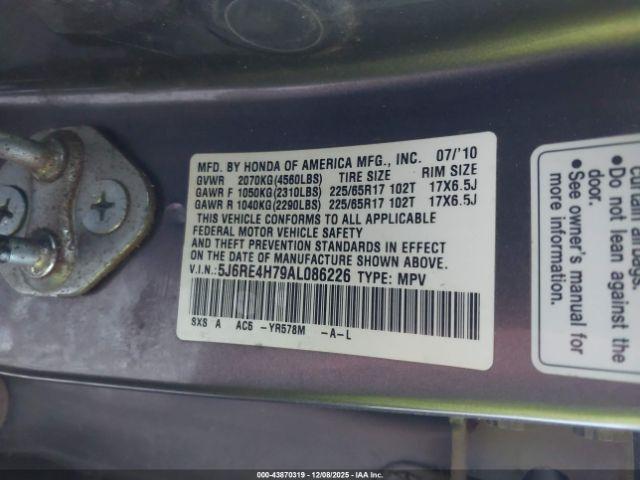 MFD. BY HONDA OF AMERICA MFG., INC. 07/'10
GVWR 2070KG(4560LBS) TIRE SIZE RIM SIZE
GAWR F 1050KG(2310LBS) 225/65R17 102T 17X6.5J
GAWR R 1040KG(2290LBS) 225/65R17 102T 17X6.5J
THIS VEHICLE CONFORMS TO ALL APPLICABLE
FEDERAL MOTOR VEHICLE SAFETY
AND THEFT PREVENTION STANDARDS IN EFFECT
ON THE DATE OF MANUFACTURE SHOWN ABOVE.
V.I.N.: 5J6RE4H79AL086226 TYPE: MPV
SXS A AC6 -YR578M -A-L
• Do not lean against the
door.
• See owner's manual for
more information.
© 43870319 - 12/08/2025 - IAA.com